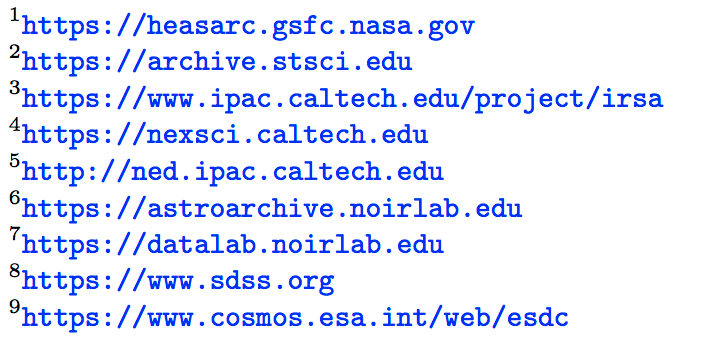 1https://heasarc.gsfc.nasa.gov
2https://archive.stsci.edu
3https://www.ipac.caltech.edu/project/irsa
4https://nexsci.caltech.edu
5http://ned.ipac.caltech.edu
6https://astroarchive.noirlab.edu
7https://datalab.noirlab.edu
8https://www.sdss.org
9https://www.cosmos.esa.int/web/esdc